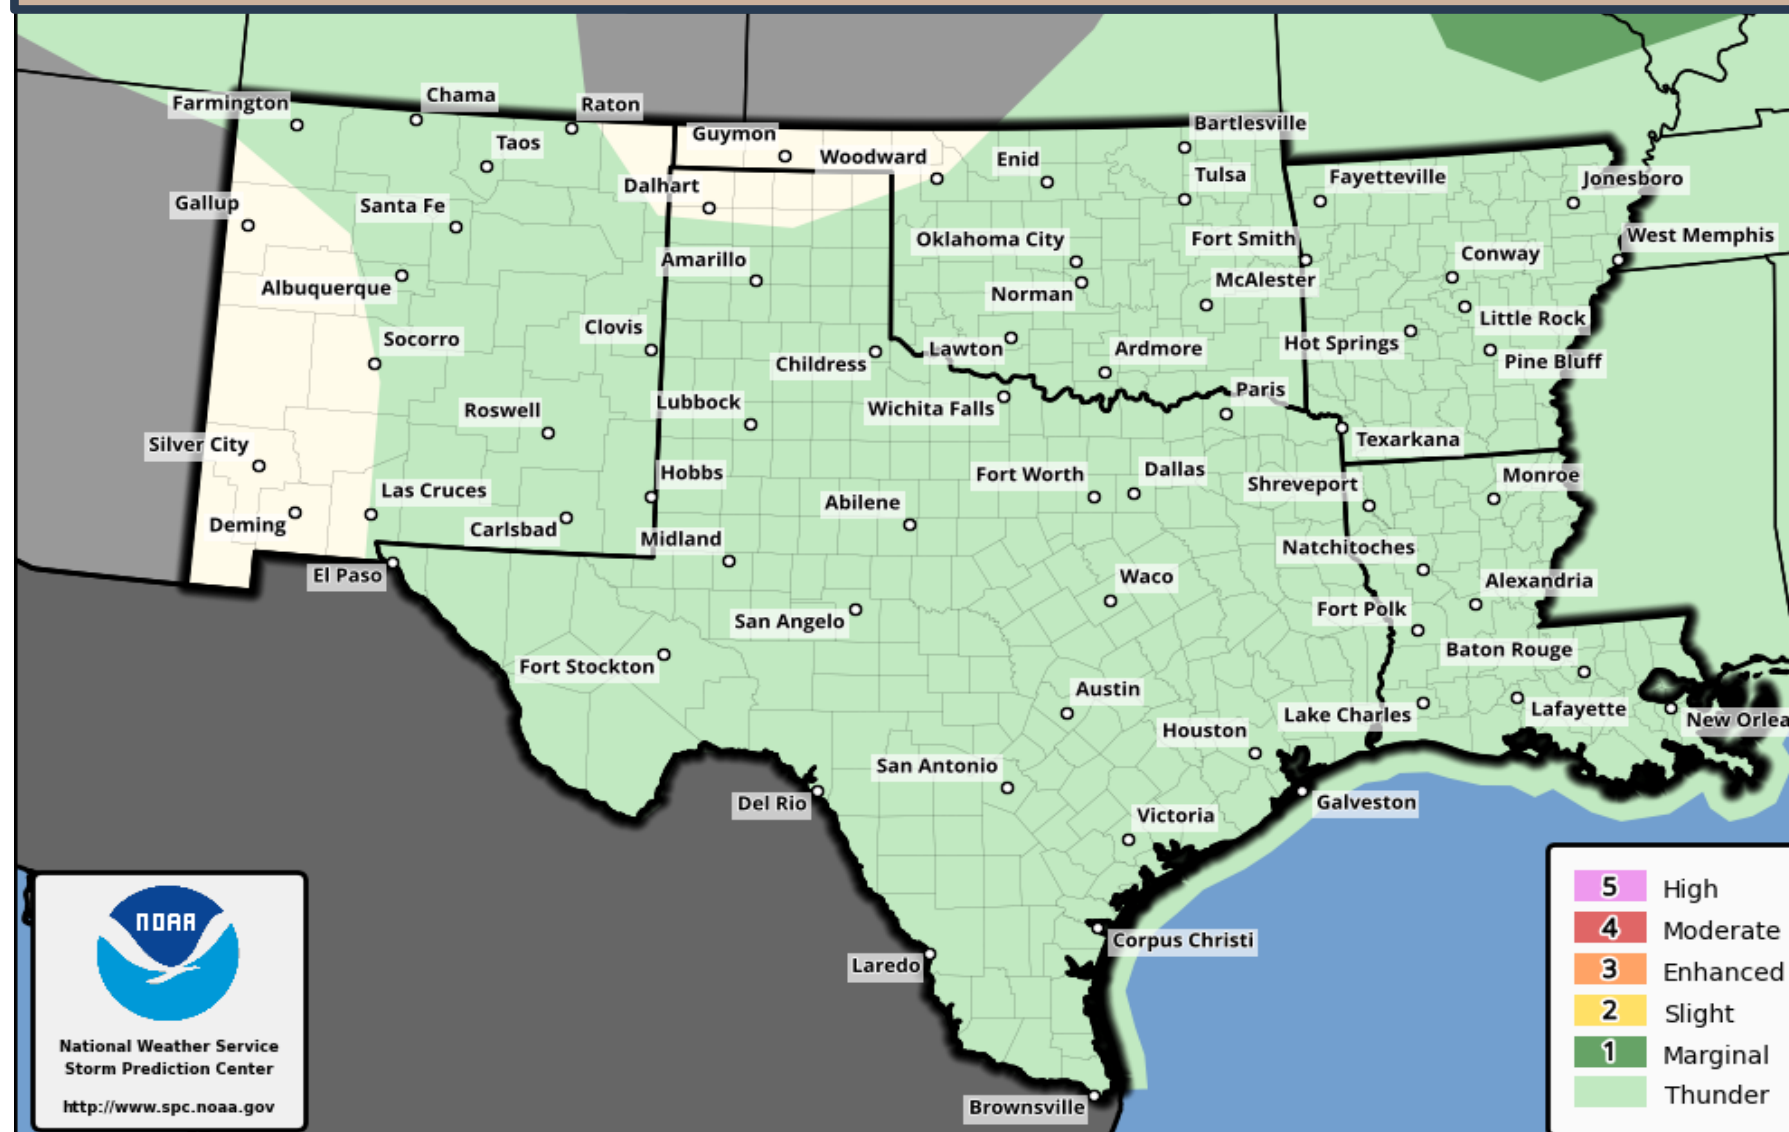 Farmington
Chama
Raton
Guymon
Bartlesville
Taos
Woodward
Enid
Tulsa
Fayetteville
Jonesboro
Dalhart
Gallup
Santa Fe
Oklahoma City
Fort Smith
West Memphis
Amarillo
Conway
Albuquerque
Norman
McAlester
Clovis
Little Rock
Socorro
Lawton
Ardmore
Hot Springs
Childress
Pine Bluff
Paris
Lubbock
Wichita Falls
Roswell
Silver City
Texarkana
Hobbs
Fort Worth
Dallas
Shreveport
Monroe
Las Cruces
Abilene
Deming
Carlsbad
Midland
Natchitoches
El Paso
Waco
Alexandria
San Angelo
Fort Polk
Fort Stockton
Baton Rouge
Austin
Lake Charles
Lafayette
New Orlea
Houston
San Antonio
Del Rio
Galveston
Victoria
Corpus Christi
Laredo
Brownsville
NOAA
National Weather Service
Storm Prediction Center
http://www.spc.noaa.gov
5 High
4 Moderate
3 Enhanced
2 Slight
1 Marginal
Thunder